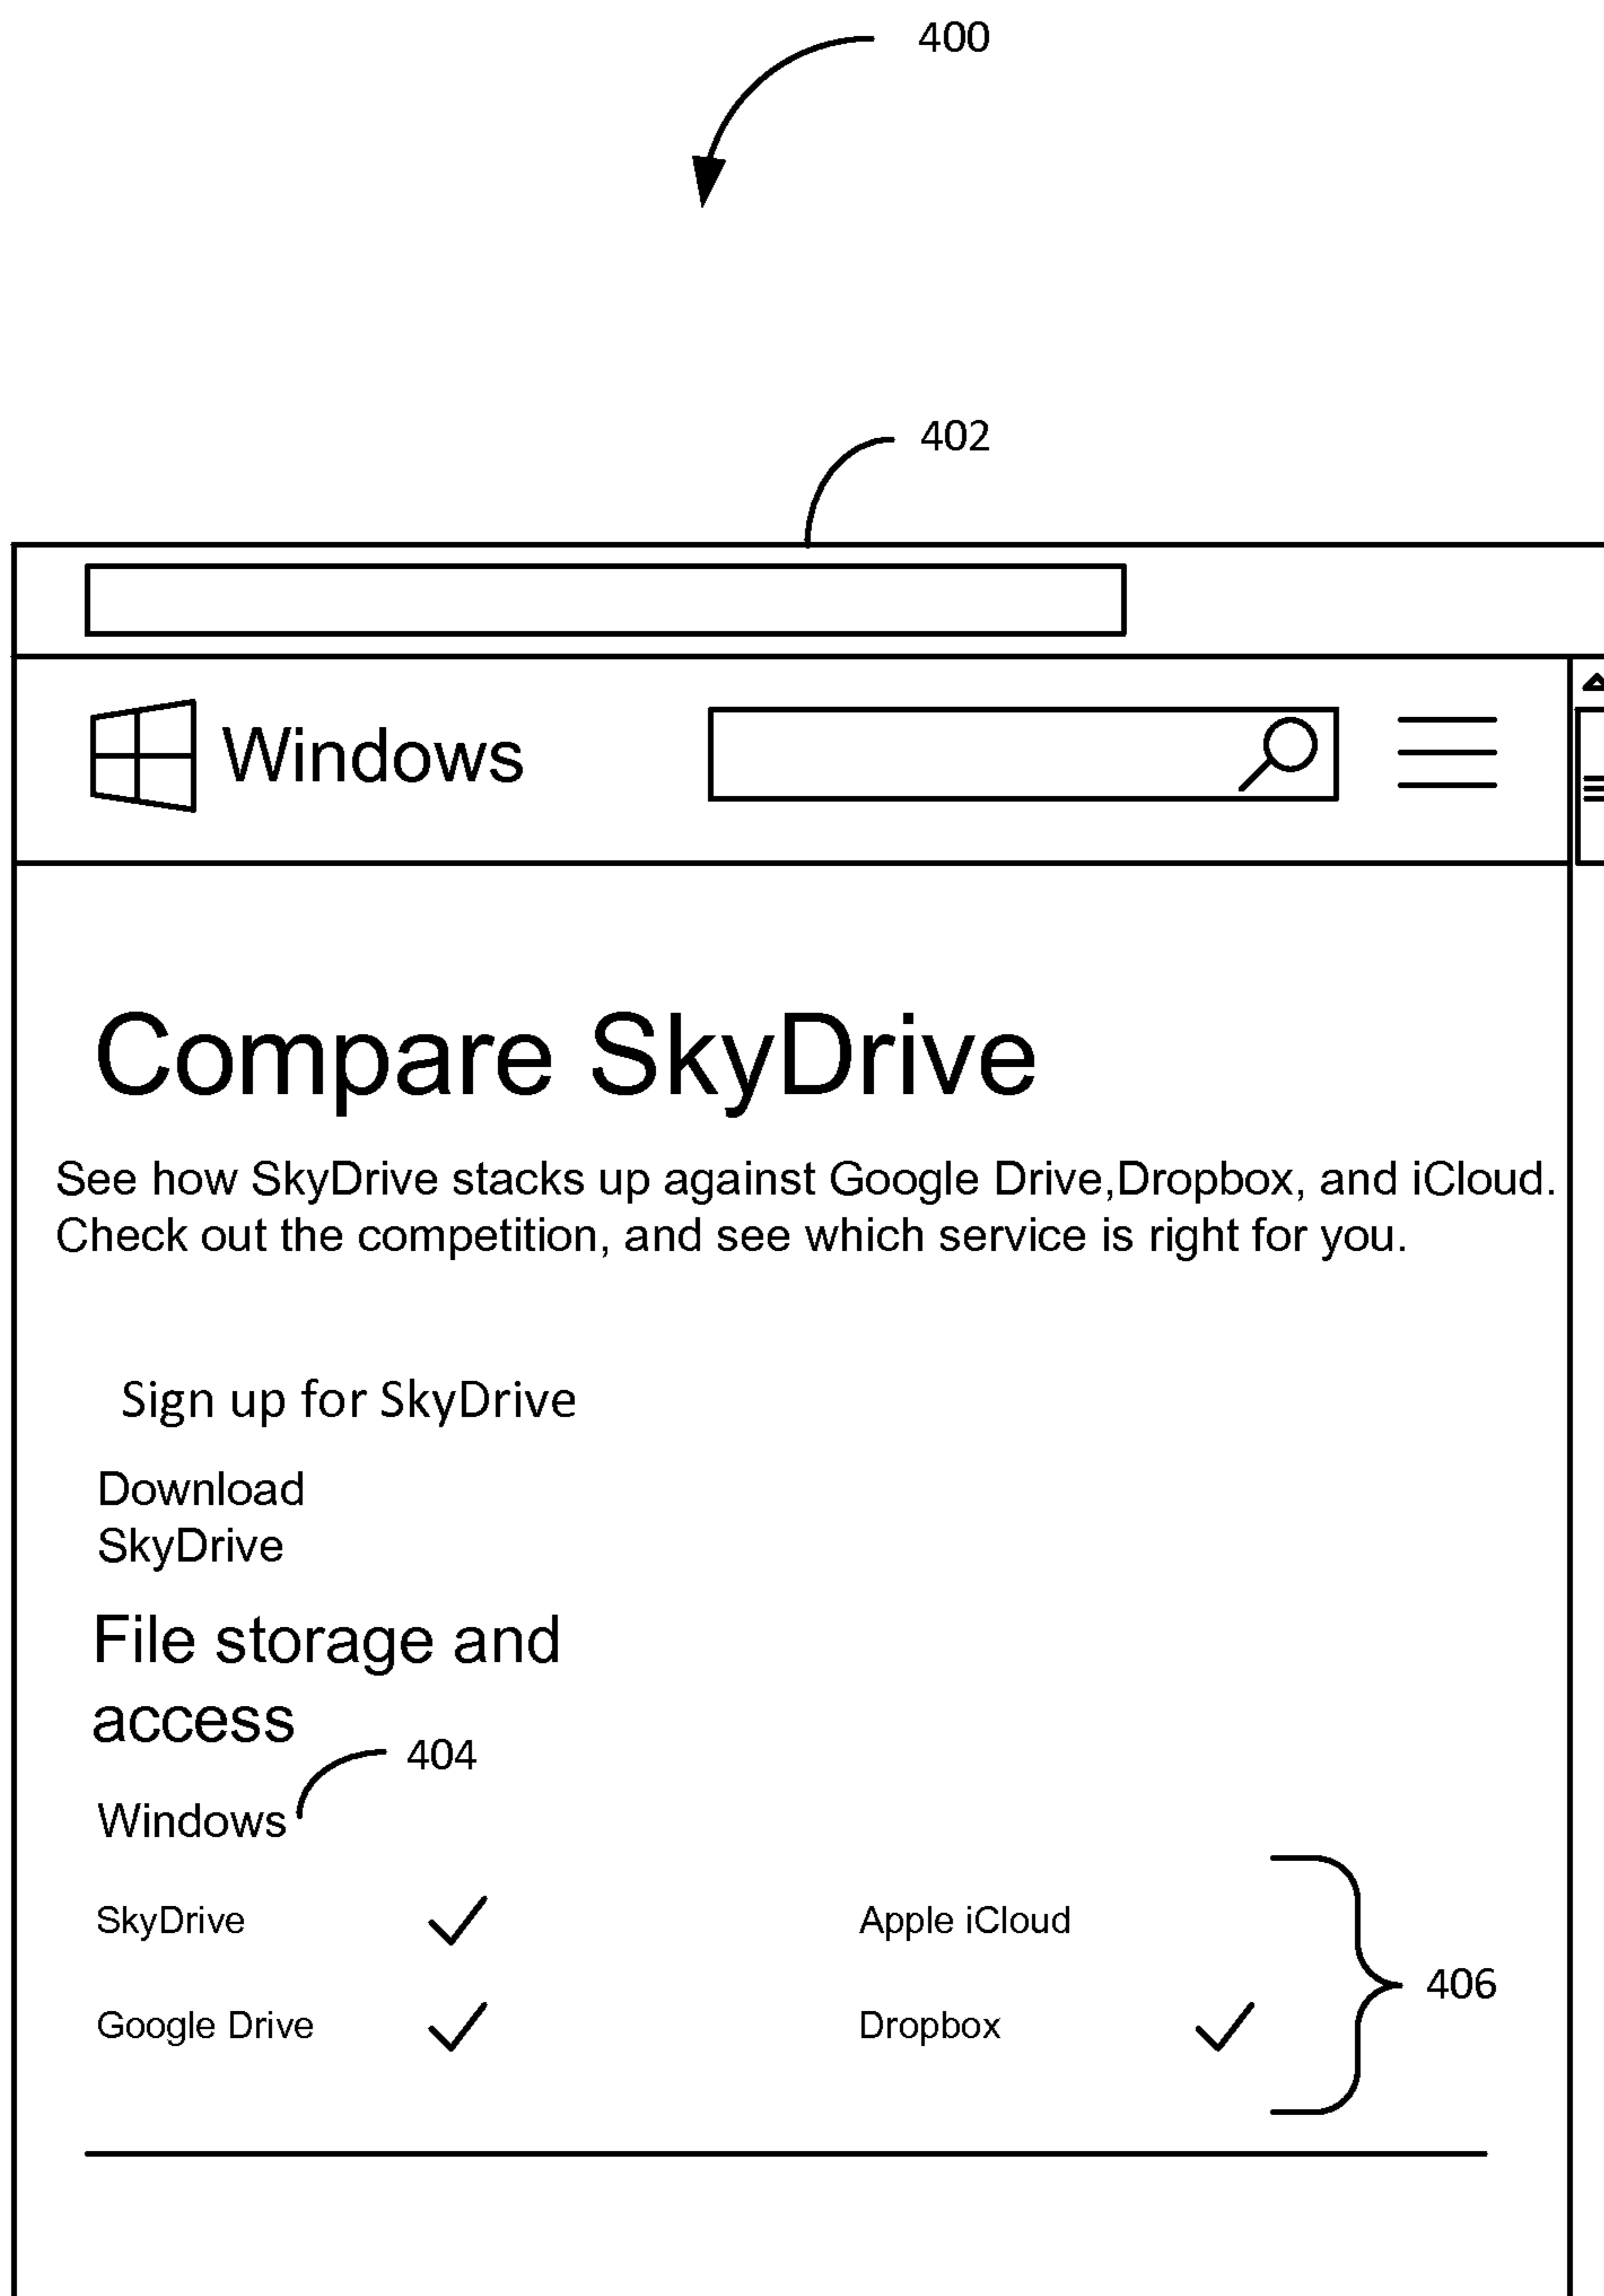 400
402
Windows
Compare SkyDrive
See how SkyDrive stacks up against Google Drive,Dropbox, and iCloud.
Check out the competition, and see which service is right for you.
Sign up for SkyDrive
Download
SkyDrive
File storage and
access
404
Windows
SkyDrive
Apple iCloud
406
Google Drive
Dropbox